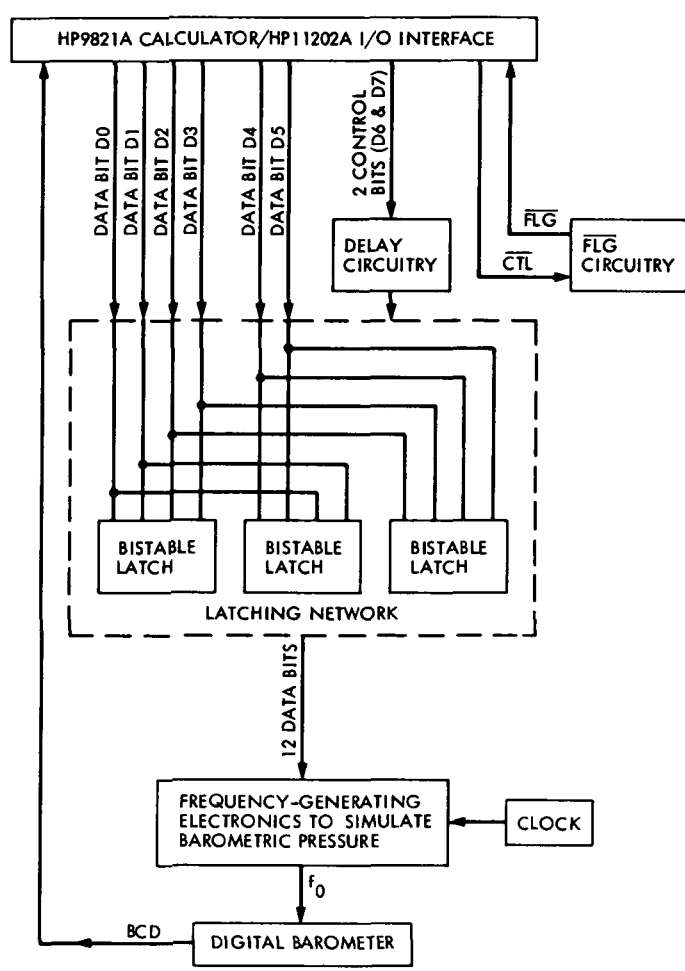 HP9821A CALCULATOR/HP11202A I/O INTERFACE
DATA BIT D0
DATA BIT D1
DATA BIT D2
DATA BIT D3
DATA BIT D4
DATA BIT D5
2 CONTROL
BITS (D6 & D7)
DELAY
CIRCUITRY
FLG
CTL
FLG
CIRCUITRY
BISTABLE
LATCH
BISTABLE
LATCH
BISTABLE
LATCH
LATCHING NETWORK
12 DATA BITS
FREQUENCY-GENERATING
ELECTRONICS TO SIMULATE
BAROMETRIC PRESSURE
CLOCK
f0
BCD
DIGITAL BAROMETER